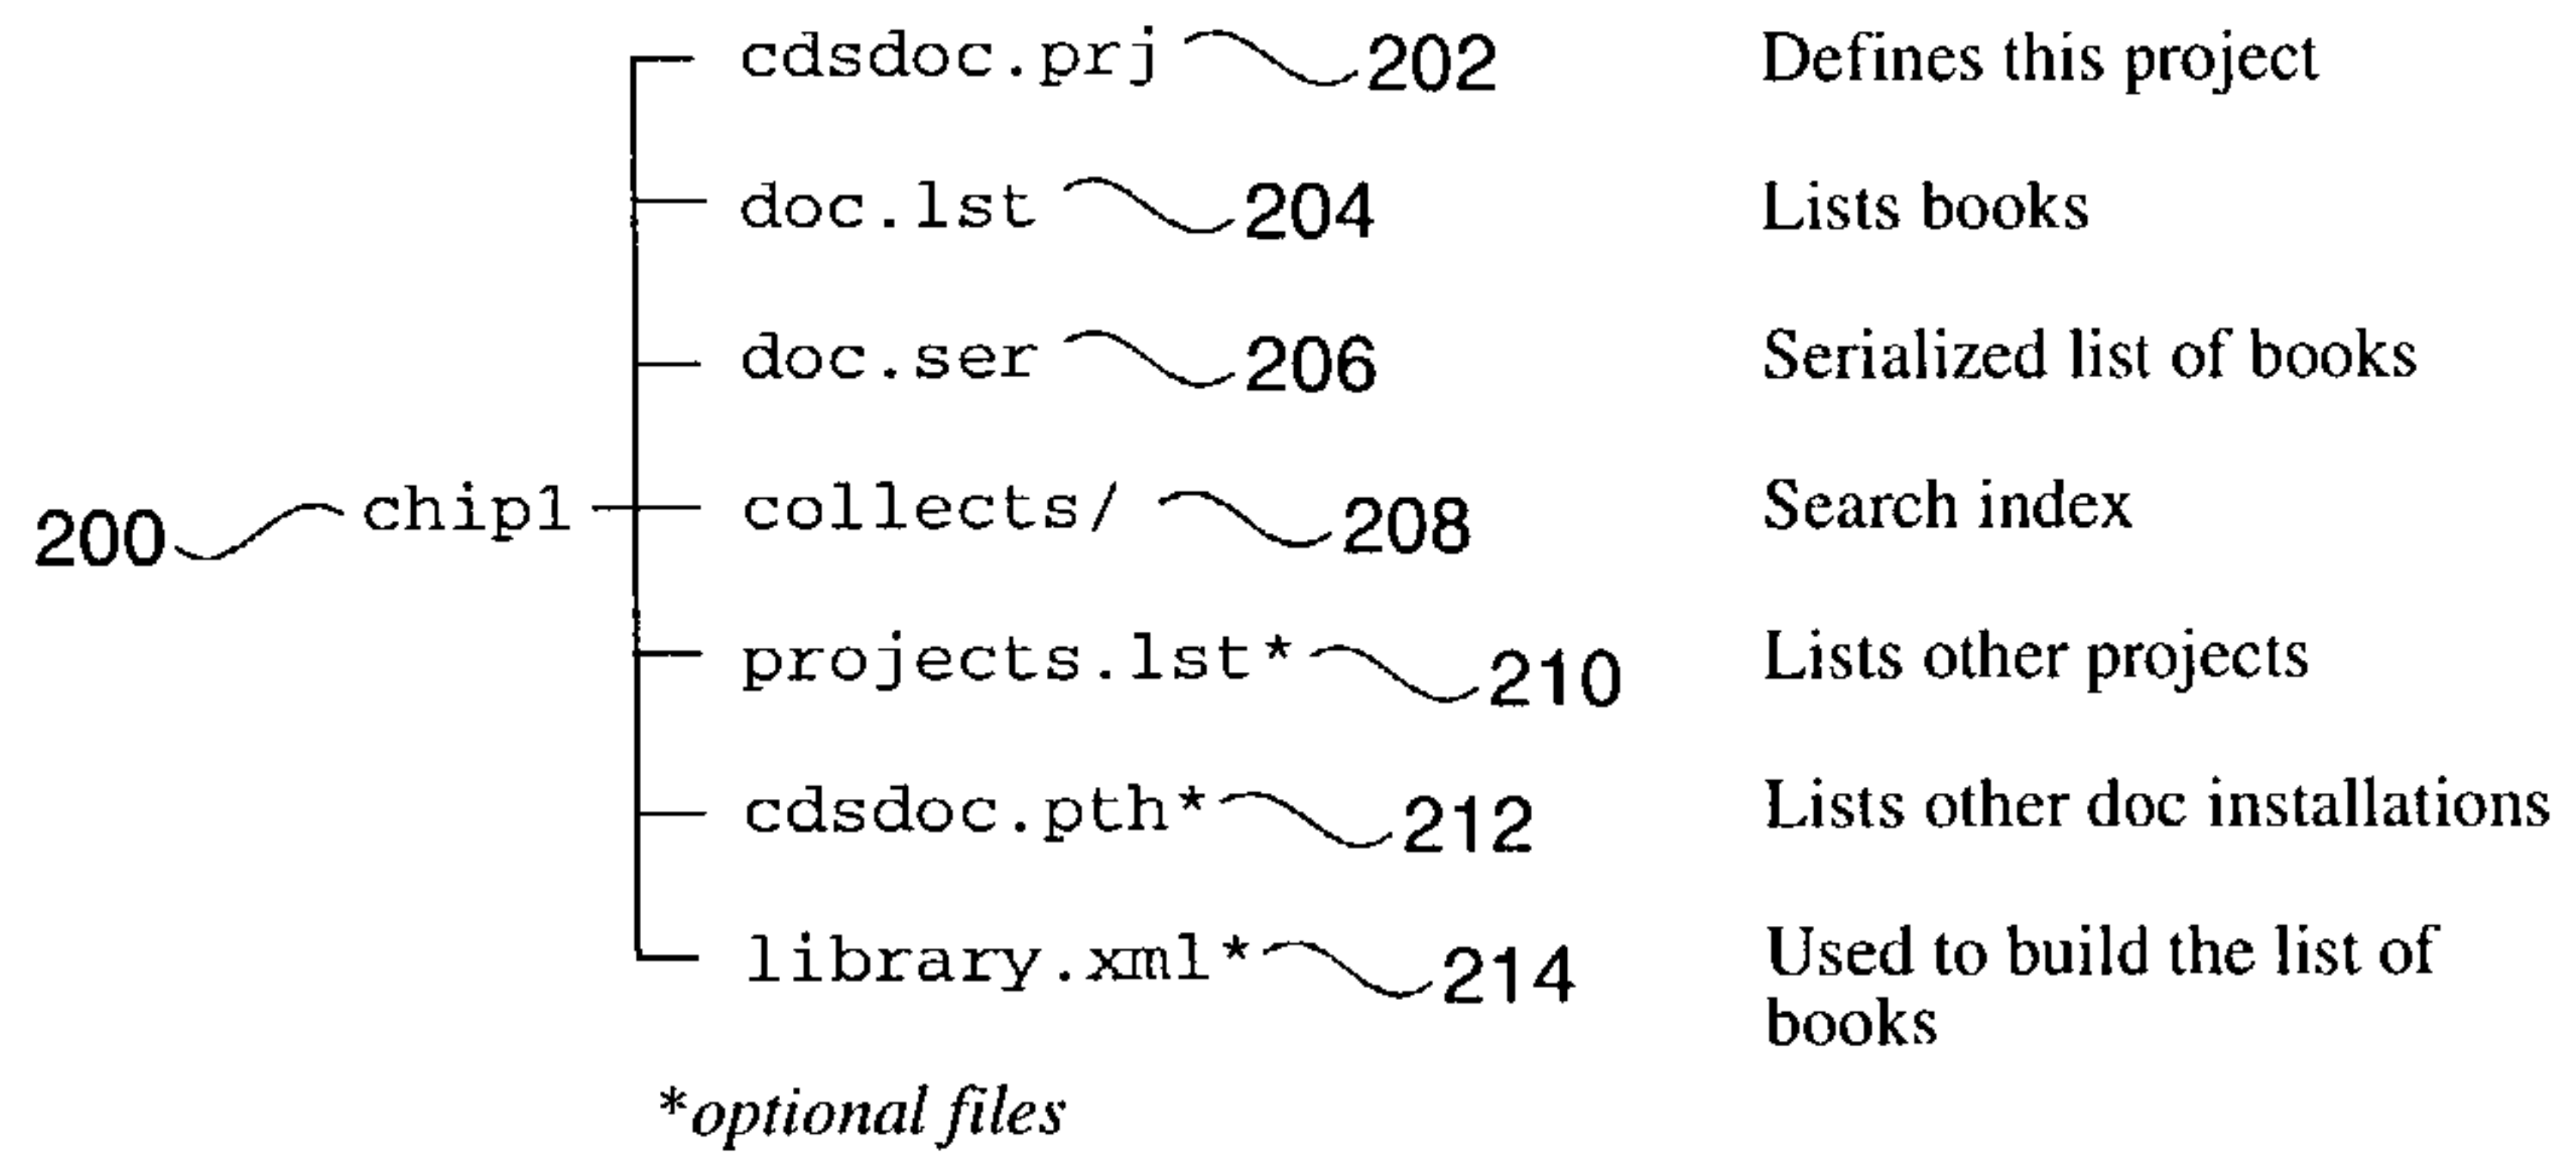 cdsdoc.prj 202 Defines this project
doc.lst 204 Lists books
doc.ser 206 Serialized list of books
200 chip1 collects/ 208 Search index
projects.lst* 210 Lists other projects
cdsdoc.pth* 212 Lists other doc installations
library.xml* 214 Used to build the list of
books
*optional files